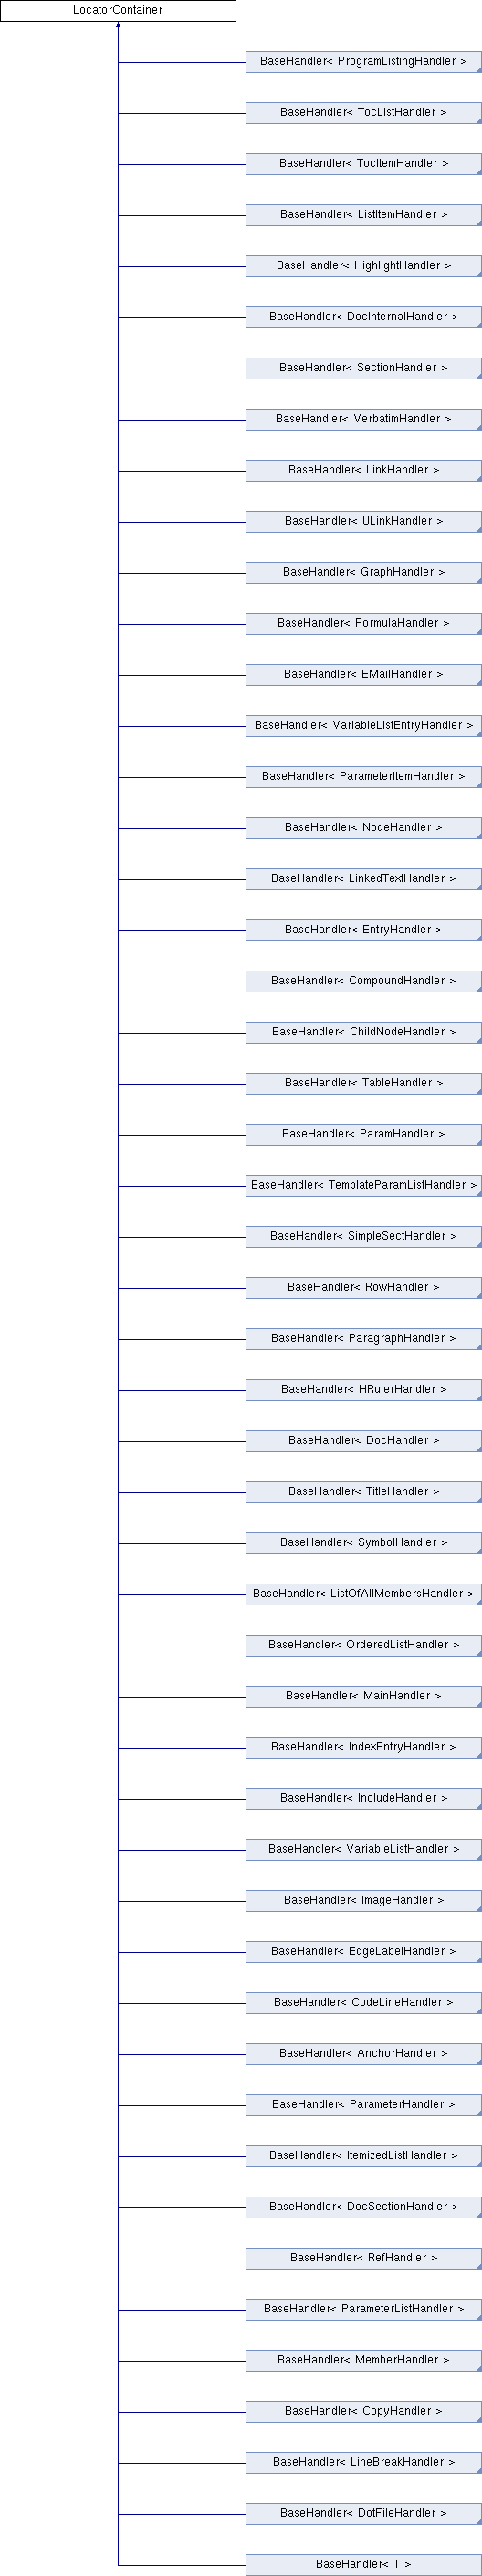 LocatorContainer
BaseHandler< ProgramListingHandler >
BaseHandler< TocListHandler >
BaseHandler< TocItemHandler >
BaseHandler< ListItemHandler >
BaseHandler< HighlightHandler >
BaseHandler< DocInternalHandler >
BaseHandler< SectionHandler >
BaseHandler< VerbatimHandler >
BaseHandler< LinkHandler >
BaseHandler< ULinkHandler >
BaseHandler< GraphHandler >
BaseHandler< FormulaHandler >
BaseHandler< EMailHandler >
BaseHandler< VariableListEntryHandler >
BaseHandler< ParameterItemHandler >
BaseHandler< NodeHandler >
BaseHandler< LinkedTextHandler >
BaseHandler< EntryHandler >
BaseHandler< CompoundHandler >
BaseHandler< ChildNodeHandler >
BaseHandler< TableHandler >
BaseHandler< ParamHandler >
BaseHandler< TemplateParamListHandler >
BaseHandler< SimpleSectHandler >
BaseHandler< RowHandler >
BaseHandler< ParagraphHandler >
BaseHandler< HRulerHandler >
BaseHandler< DocHandler >
BaseHandler< TitleHandler >
BaseHandler< SymbolHandler >
BaseHandler< ListOfAllMembersHandler >
BaseHandler< OrderedListHandler >
BaseHandler< MainHandler >
BaseHandler< IndexEntryHandler >
BaseHandler< IncludeHandler >
BaseHandler< VariableListHandler >
BaseHandler< ImageHandler >
BaseHandler< EdgeLabelHandler >
BaseHandler< CodeLineHandler >
BaseHandler< AnchorHandler >
BaseHandler< ParameterHandler >
BaseHandler< ItemizedListHandler >
BaseHandler< DocSectionHandler >
BaseHandler< RefHandler >
BaseHandler< ParameterListHandler >
BaseHandler< MemberHandler >
BaseHandler< CopyHandler >
BaseHandler< LineBreakHandler >
BaseHandler< DotFileHandler >
BaseHandler< T >